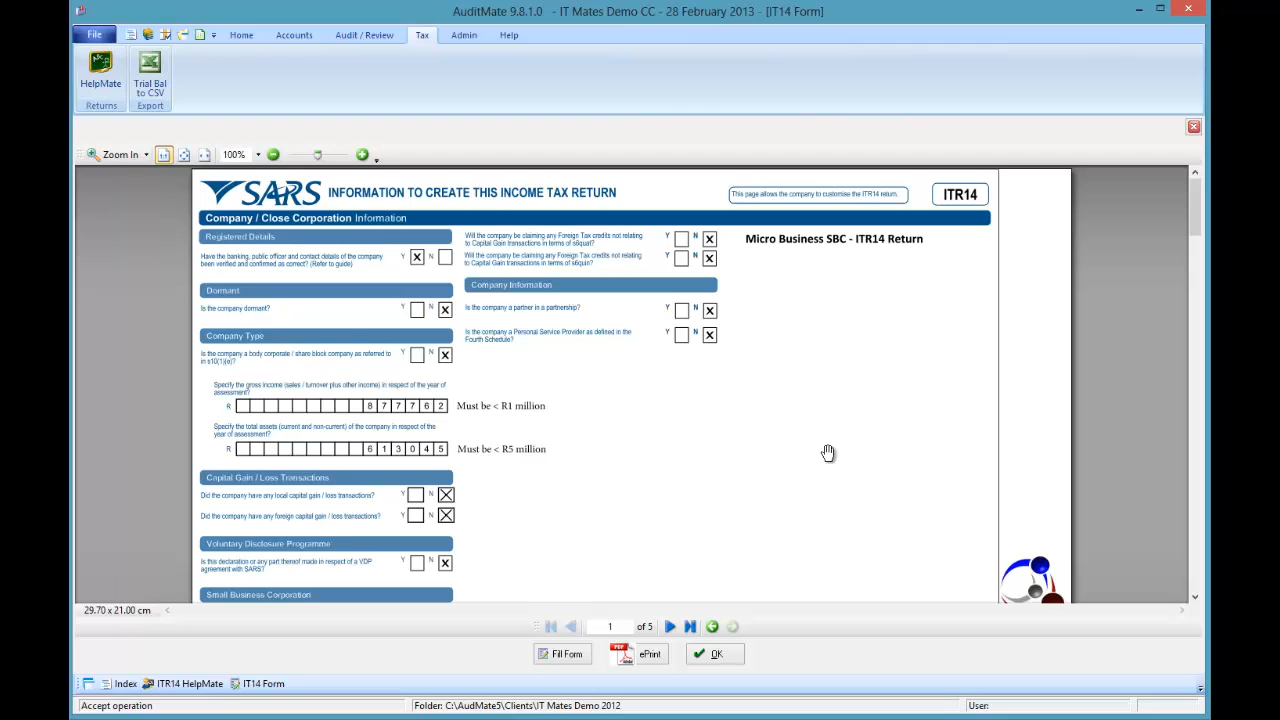 AuditMate 9.8.1.0 - IT Mates Demo CC - 28 February 2013 - [IT14 Form]
File Home Accounts Audit / Review Tax Admin Help
HelpMate
Trial Bal to CSV
Returns Export
Zoom In 100%
SARS INFORMATION TO CREATE THIS INCOME TAX RETURN
This page allows the company to customise the ITR14 return.
ITR14
Company / Close Corporation Information
Registered Details
Have the banking, public officer and contact details of the company
been verified and confirmed as correct? (Refer to guide)
Y X N
Dormant
Is the company dormant?
Y N X
Company Type
Is the company a body corporate / share block company as referred to
in s10(1)(e)?
Y N X
Specify the gross income (sales / turnover plus other income) in respect of the year of
assessment?
R 877762 Must be < R1 million
Specify the total assets (current and non-current) of the company in respect of the
year of assessment?
R 613045 Must be < R5 million
Capital Gain / Loss Transactions
Did the company have any local capital gain / loss transactions?
Y N X
Did the company have any foreign capital gain / loss transactions?
Y N X
Voluntary Disclosure Programme
Is this declaration or any part thereof made in respect of a VDP
agreement with SARS?
Y N X
Small Business Corporation
Will the company be claiming any Foreign Tax credits not relating
to Capital Gain transactions in terms of s6quat?
Y N X
Will the company be claiming any Foreign Tax credits not relating
to Capital Gain transactions in terms of s6quin?
Y N X
Company Information
Is the company a partner in a partnership?
Y N X
Is the company a Personal Service Provider as defined in the
Fourth Schedule?
Y N X
Micro Business SBC - ITR14 Return
29.70 x 21.00 cm
1 of 5
Fill Form PDF ePrint OK
Index ITR14 HelpMate IT14 Form
Accept operation Folder: C:\AudMate5\Clients\IT Mates Demo 2012 User: